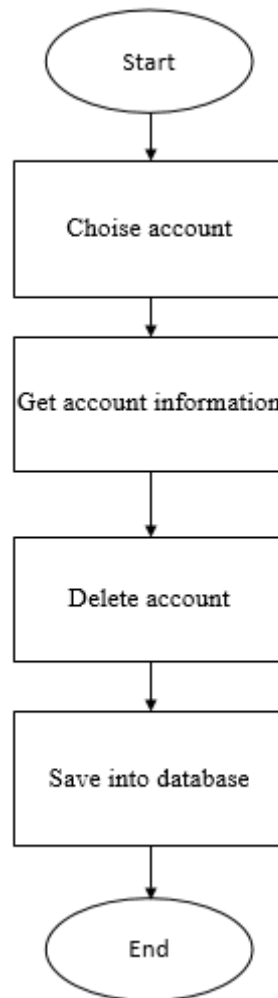 Start
Choise account
Get account information
Delete account
Save into database
End